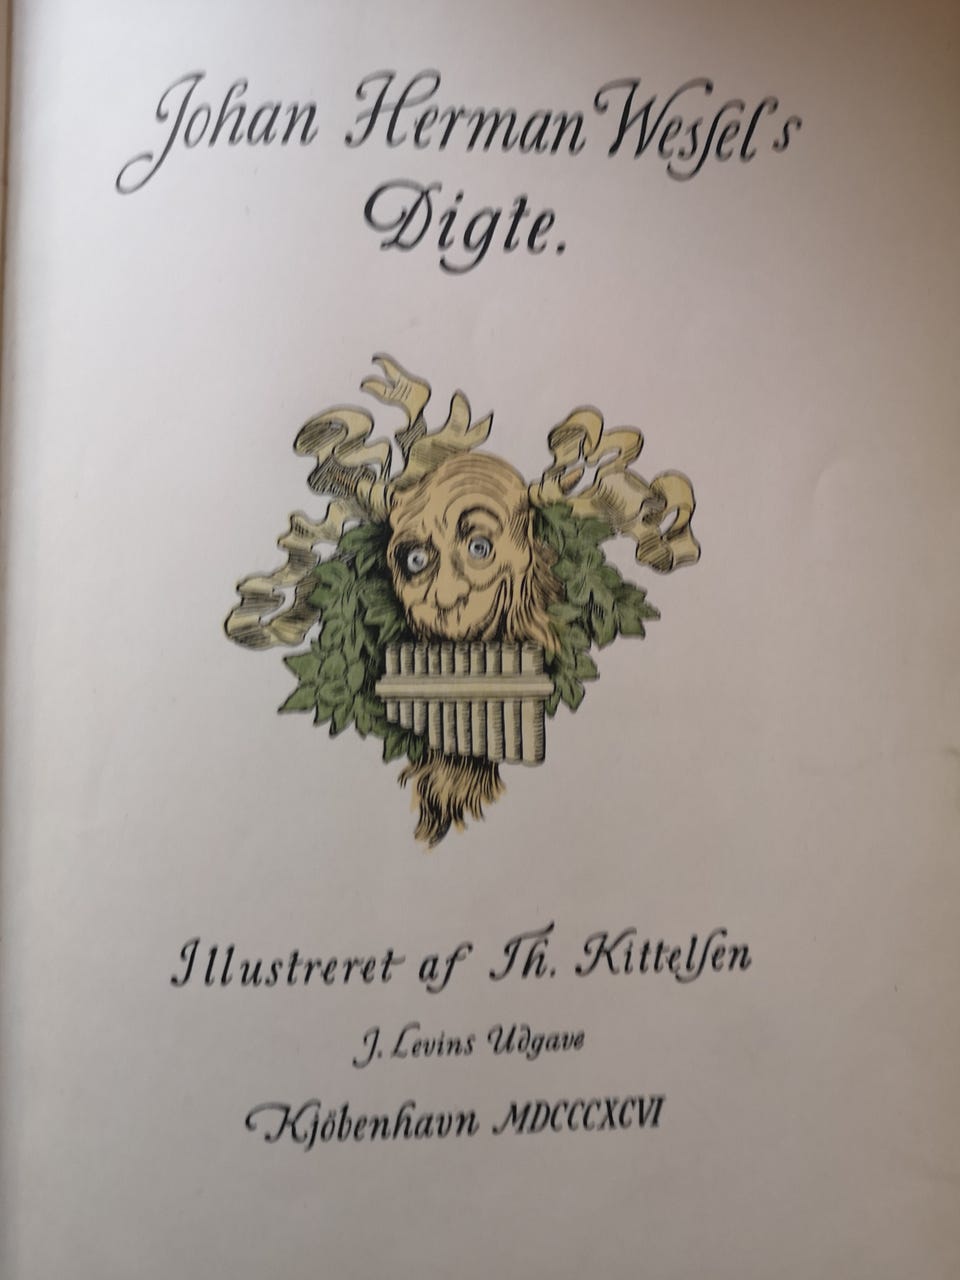 Johan Herman Wesſel's
Digte.
Illustreret af Th. Kittelſen
J. Levins Udgave
Kjöbenhavn MDCCCXCVI